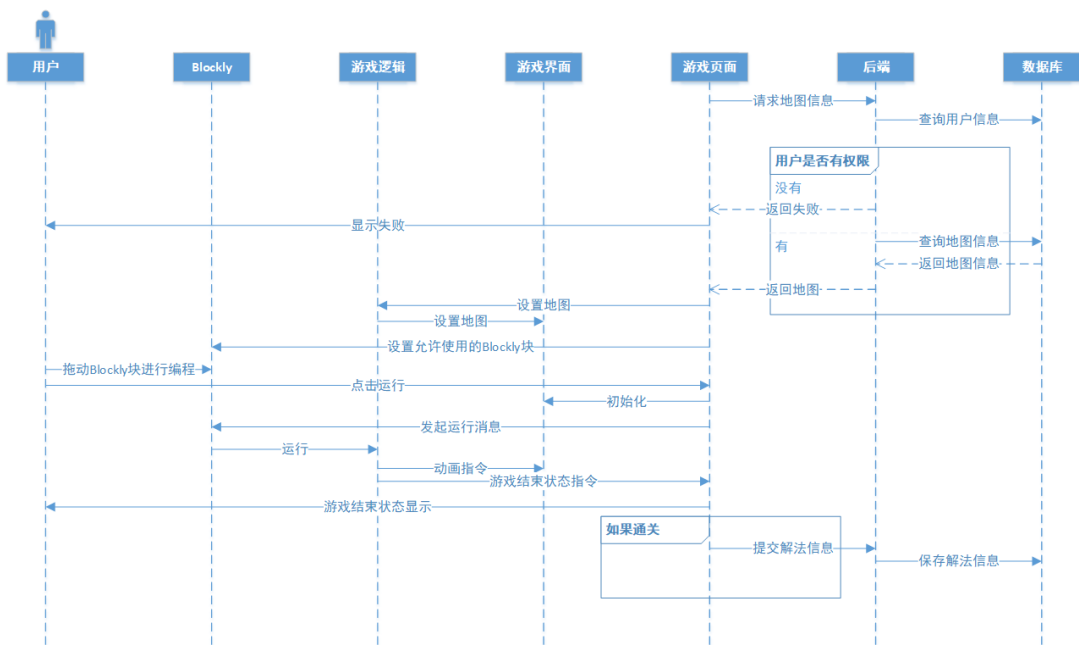 用户
Blockly
游戏逻辑
游戏界面
游戏页面
后端
数据库
请求地图信息
查询用户信息
用户是否有权限
没有
返回失败
显示失败
有
查询地图信息
返回地图信息
返回地图
设置地图
设置地图
设置允许使用的Blockly块
拖动Blockly块进行编程
点击运行
初始化
发起运行消息
运行
动画指令
游戏结束状态指令
游戏结束状态显示
如果通关
提交解法信息
保存解法信息